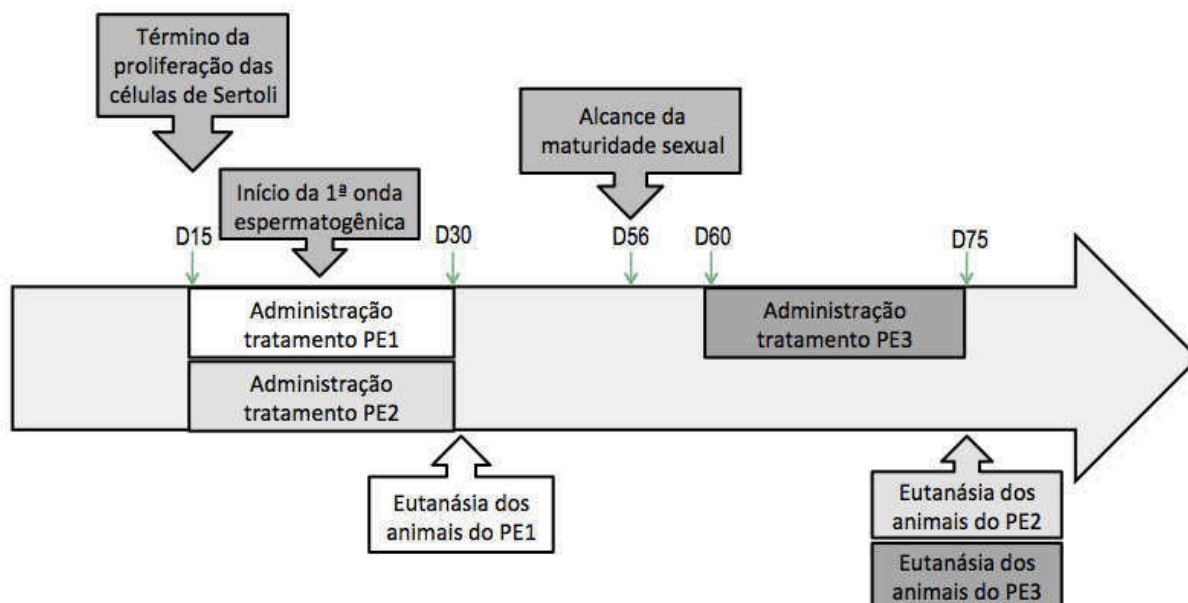 Término da
proliferação das
células de Sertoli
Início da 1ª onda
espermatogênica
Alcance da
maturidade sexual
D15
D30
D56
D60
D75
Administração
tratamento PE1
Administração
tratamento PE3
Administração
tratamento PE2
Eutanásia dos
animais do PE1
Eutanásia dos
animais do PE2
Eutanásia dos
animais do PE3